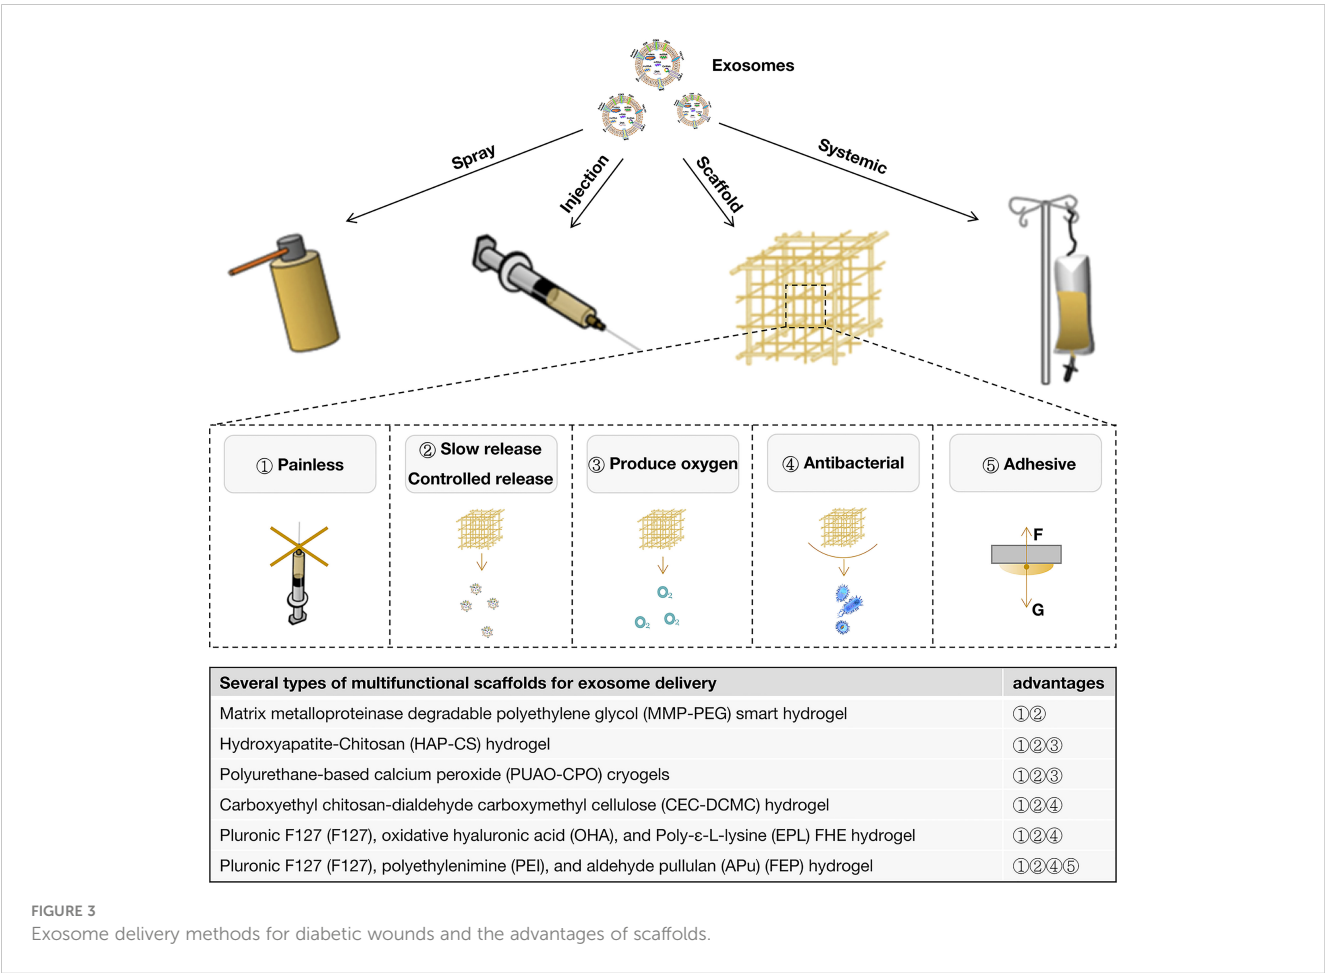 Exosomes
Spray
Injection
Scaffold
Systemic
① Painless
② Slow release
Controlled release
③ Produce oxygen
④ Antibacterial
⑤ Adhesive
F
O₂
O₂
O₂
G
Several types of multifunctional scaffolds for exosome delivery advantages
Matrix metalloproteinase degradable polyethylene glycol (MMP-PEG) smart hydrogel ①②
Hydroxyapatite-Chitosan (HAP-CS) hydrogel ①②③
Polyurethane-based calcium peroxide (PUAO-CPO) cryogels ①②③
Carboxyethyl chitosan-dialdehyde carboxymethyl cellulose (CEC-DCMC) hydrogel ①②④
Pluronic F127 (F127), oxidative hyaluronic acid (OHA), and Poly-ε-L-lysine (EPL) FHE hydrogel ①②④
Pluronic F127 (F127), polyethylenimine (PEI), and aldehyde pullulan (APu) (FEP) hydrogel ①②④⑤
FIGURE 3
Exosome delivery methods for diabetic wounds and the advantages of scaffolds.